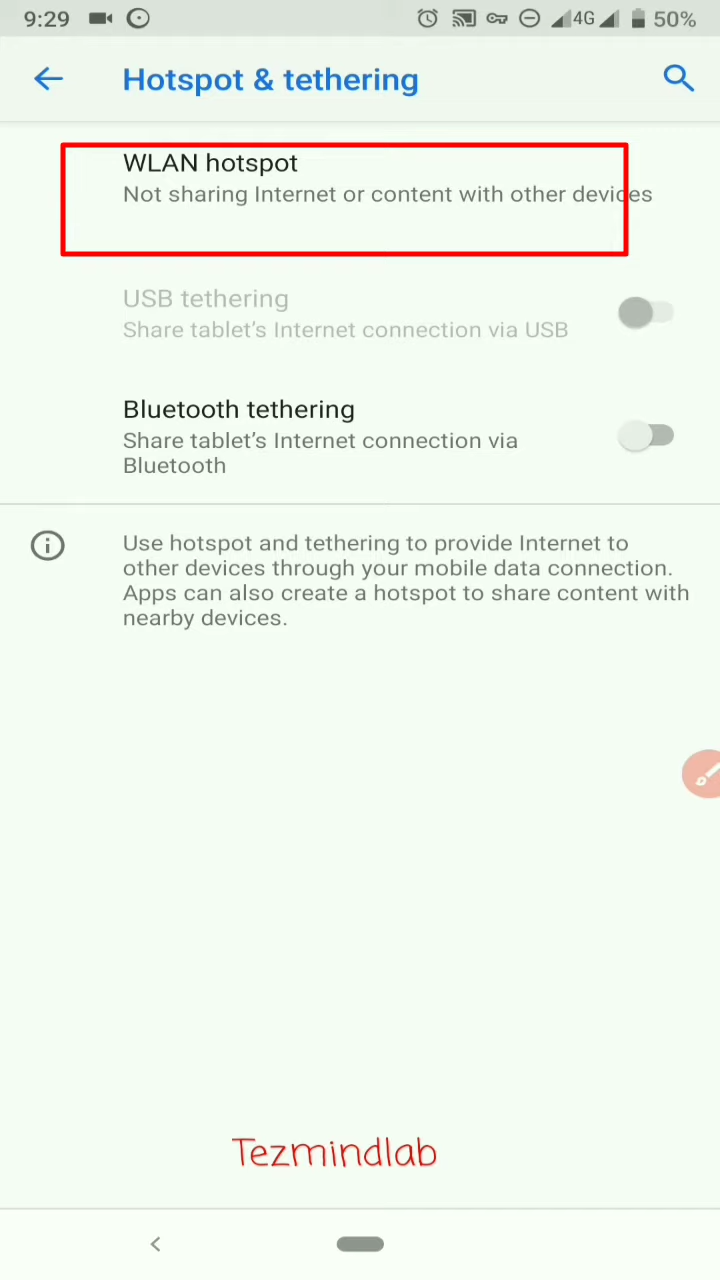 9:29 4G 50%
Hotspot & tethering
WLAN hotspot
Not sharing Internet or content with other devices
USB tethering
Share tablet's Internet connection via USB
Bluetooth tethering
Share tablet's Internet connection via
Bluetooth
Use hotspot and tethering to provide Internet to
other devices through your mobile data connection.
Apps can also create a hotspot to share content with
nearby devices.
Tezmindlab